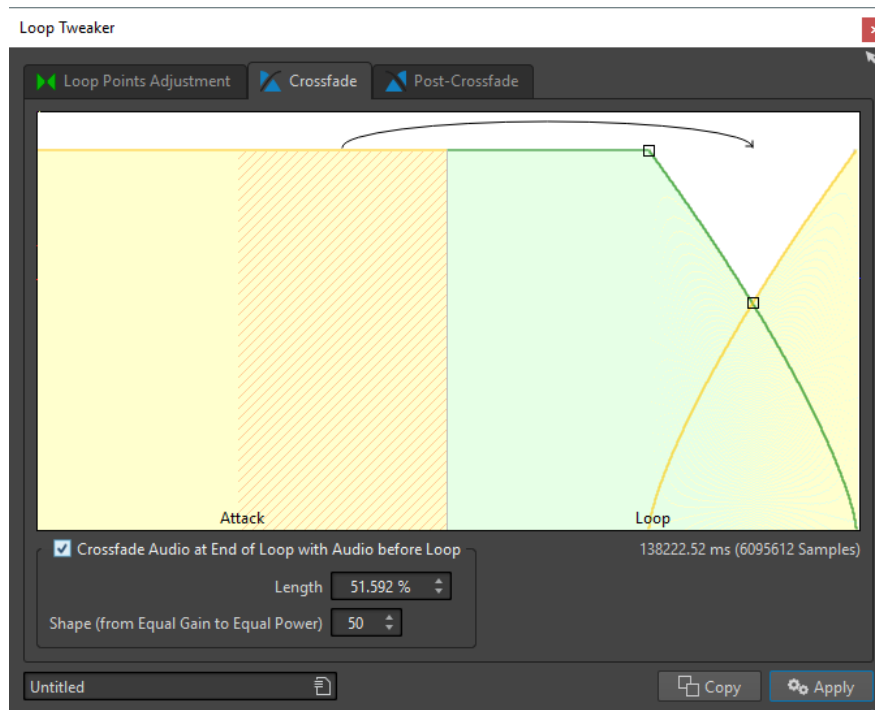 Loop Tweaker
Loop Points Adjustment
Crossfade
Post-Crossfade
Attack
Loop
Crossfade Audio at End of Loop with Audio before Loop
138222.52 ms (6095612 Samples)
Length 51.592 %
Shape (from Equal Gain to Equal Power) 50
Untitled
Copy
Apply